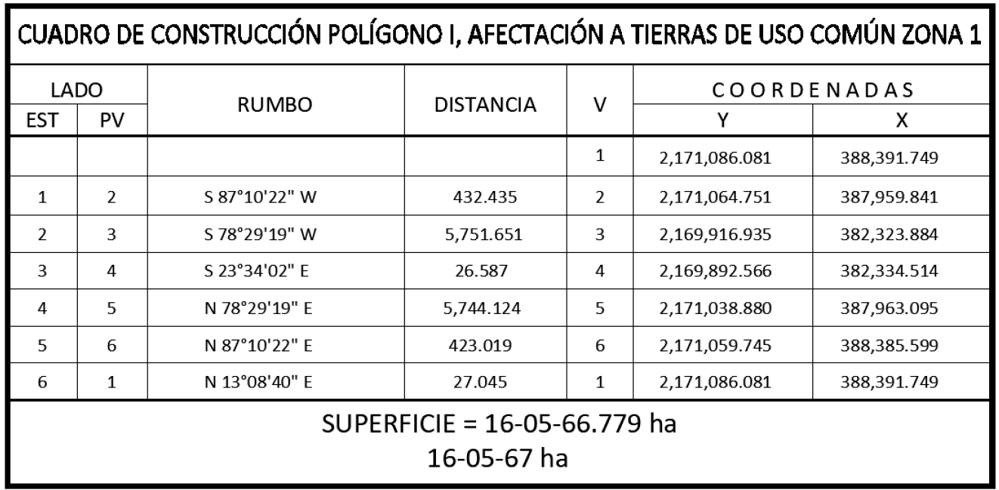 CUADRO DE CONSTRUCCIÓN POLÍGONO I, AFECTACIÓN A TIERRAS DE USO COMÚN ZONA 1
LADO RUMBO DISTANCIA V COORDENADAS
EST PV Y X
1 2,171,086.081 388,391.749
1 2 S 87°10'22" W 432.435 2 2,171,064.751 387,959.841
2 3 S 78°29'19" W 5,751.651 3 2,169,916.935 382,323.884
3 4 S 23°34'02" E 26.587 4 2,169,892.566 382,334.514
4 5 N 78°29'19" E 5,744.124 5 2,171,038.880 387,963.095
5 6 N 87°10'22" E 423.019 6 2,171,059.745 388,385.599
6 1 N 13°08'40" E 27.045 1 2,171,086.081 388,391.749
SUPERFICIE = 16-05-66.779 ha
16-05-67 ha